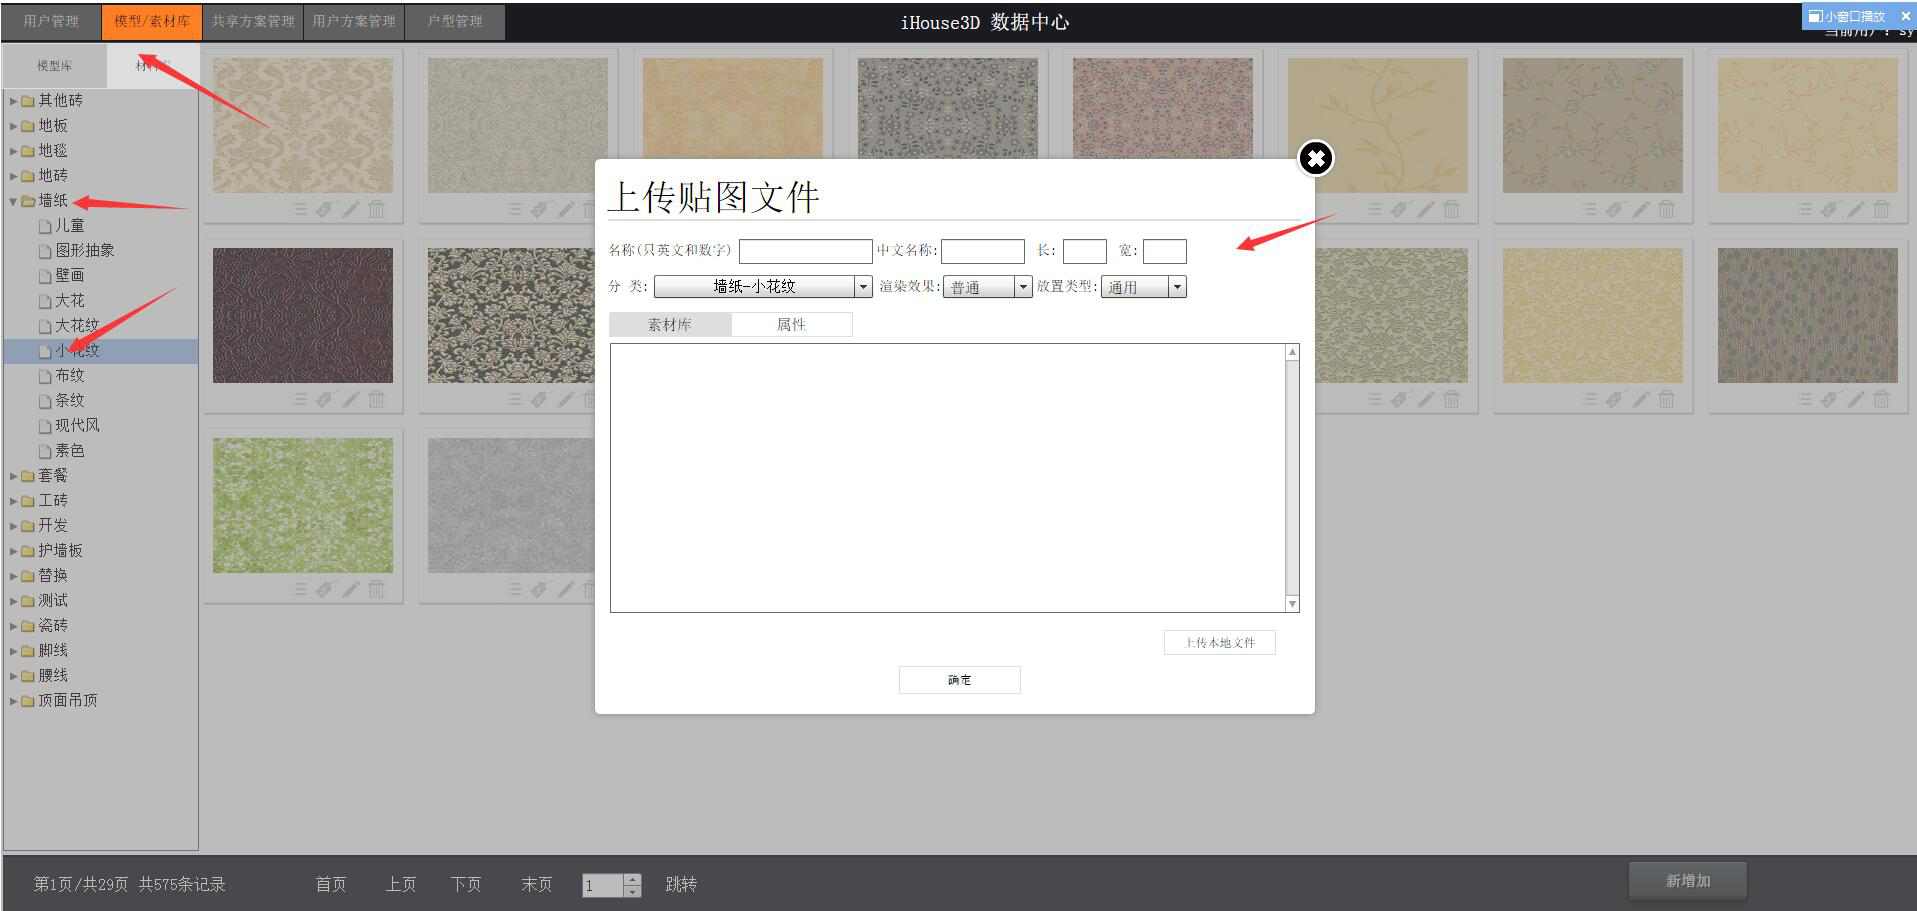 用户管理 模型/素材库 共享方案管理 用户方案管理 户型管理
iHouse3D 数据中心
小窗口播放
当前用户: sy
模型库
其他砖
地板
地毯
地砖
墙纸
儿童
图形抽象
壁画
大花
大花纹
小花纹
布纹
条纹
现代风
素色
套餐
工砖
开发
护墙板
替换
测试
瓷砖
脚线
腰线
顶面吊顶
上传贴图文件
名称(只英文和数字) 中文名称: 长: 宽:
分 类: 墙纸-小花纹 渲染效果: 普通 放置类型: 通用
素材库 属性
上传本地文件
确定
第1页/共29页 共575条记录 首页 上页 下页 末页 1 跳转
新增加